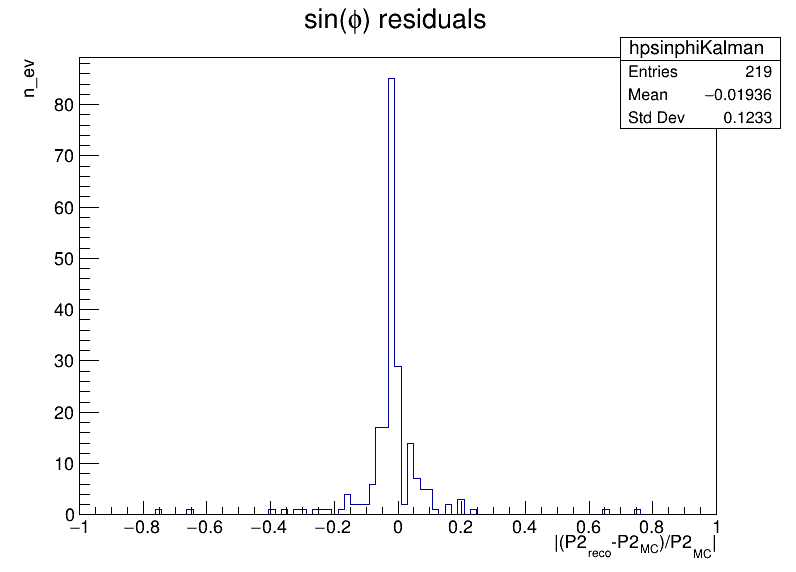 sin(ϕ) residuals
hpsinphiKalman
Entries 219
Mean −0.01936
Std Dev 0.1233
n_ev
80
70
60
50
40
30
20
10
0
−1 −0.8 −0.6 −0.4 −0.2 0 0.2 0.4 0.6 0.8 1
|(P2reco-P2MC)/P2MC|